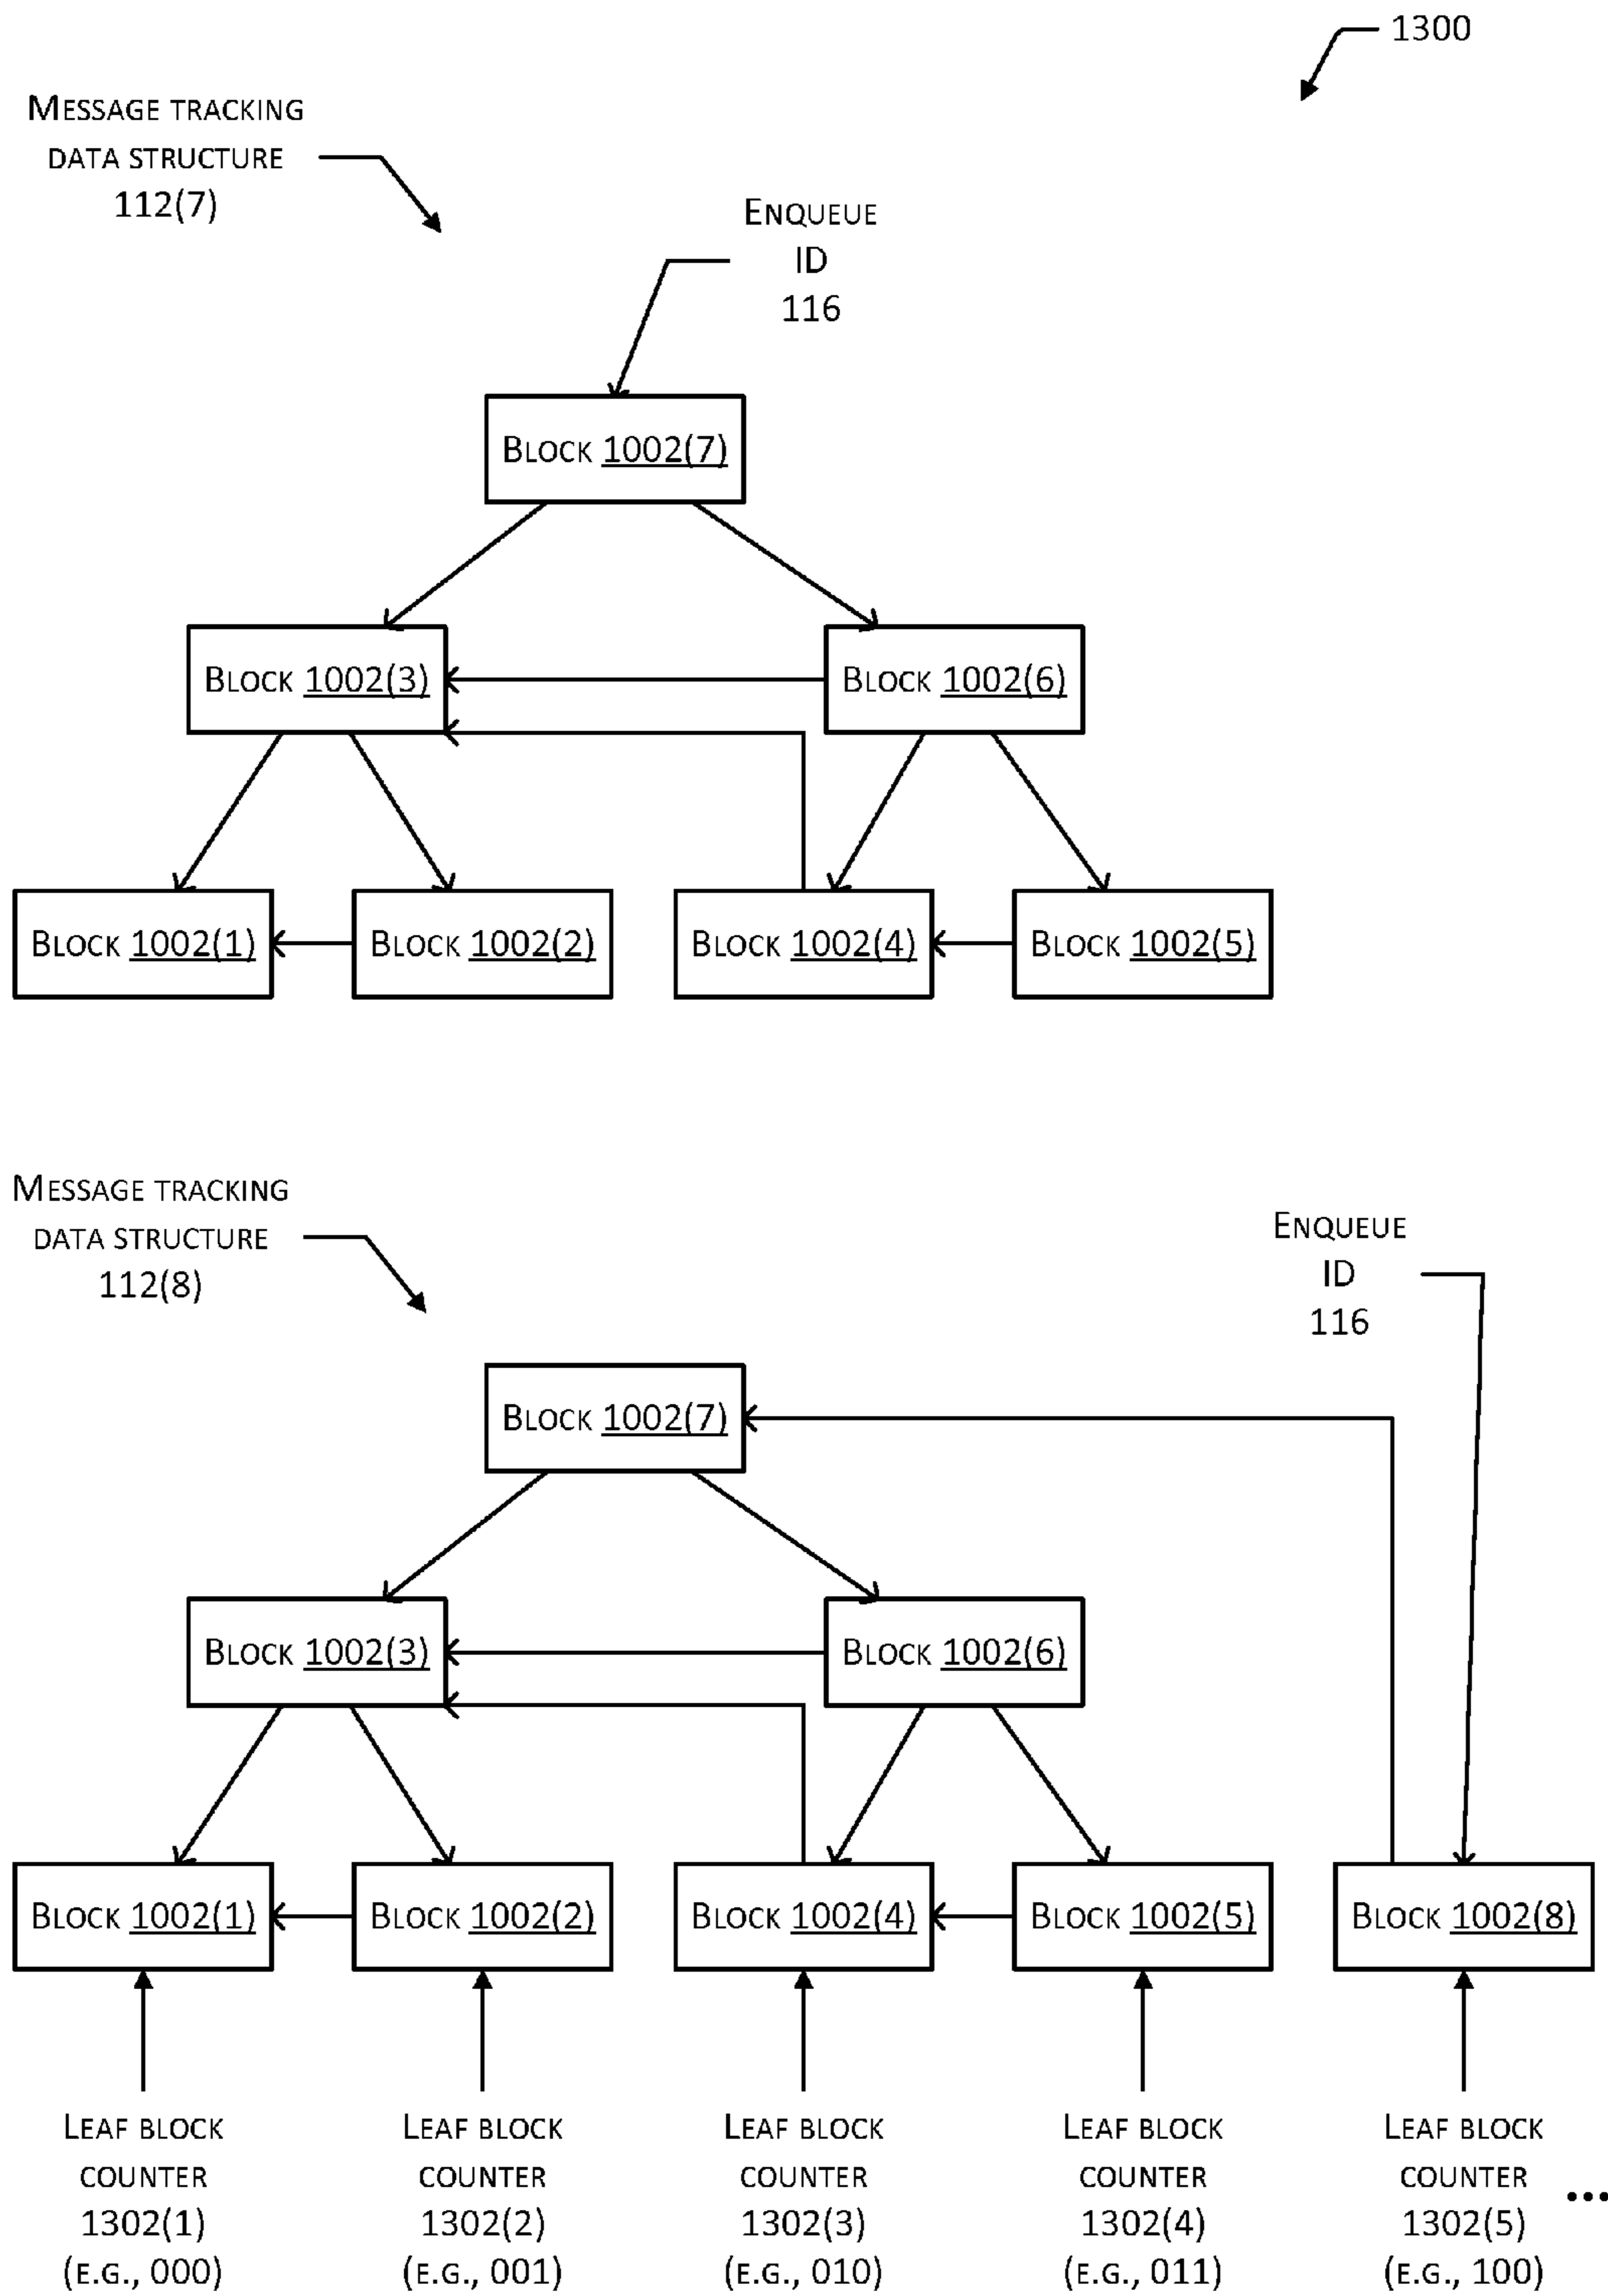 1300
Message tracking
data structure
112(7)
Enqueue
ID
116
Block 1002(7)
Block 1002(3)
Block 1002(6)
Block 1002(1)
Block 1002(2)
Block 1002(4)
Block 1002(5)
Message tracking
data structure
112(8)
Enqueue
ID
116
Block 1002(7)
Block 1002(3)
Block 1002(6)
Block 1002(1)
Block 1002(2)
Block 1002(4)
Block 1002(5)
Block 1002(8)
Leaf block
counter
1302(1)
(e.g., 000)
Leaf block
counter
1302(2)
(e.g., 001)
Leaf block
counter
1302(3)
(e.g., 010)
Leaf block
counter
1302(4)
(e.g., 011)
Leaf block
counter
1302(5)
(e.g., 100)
...